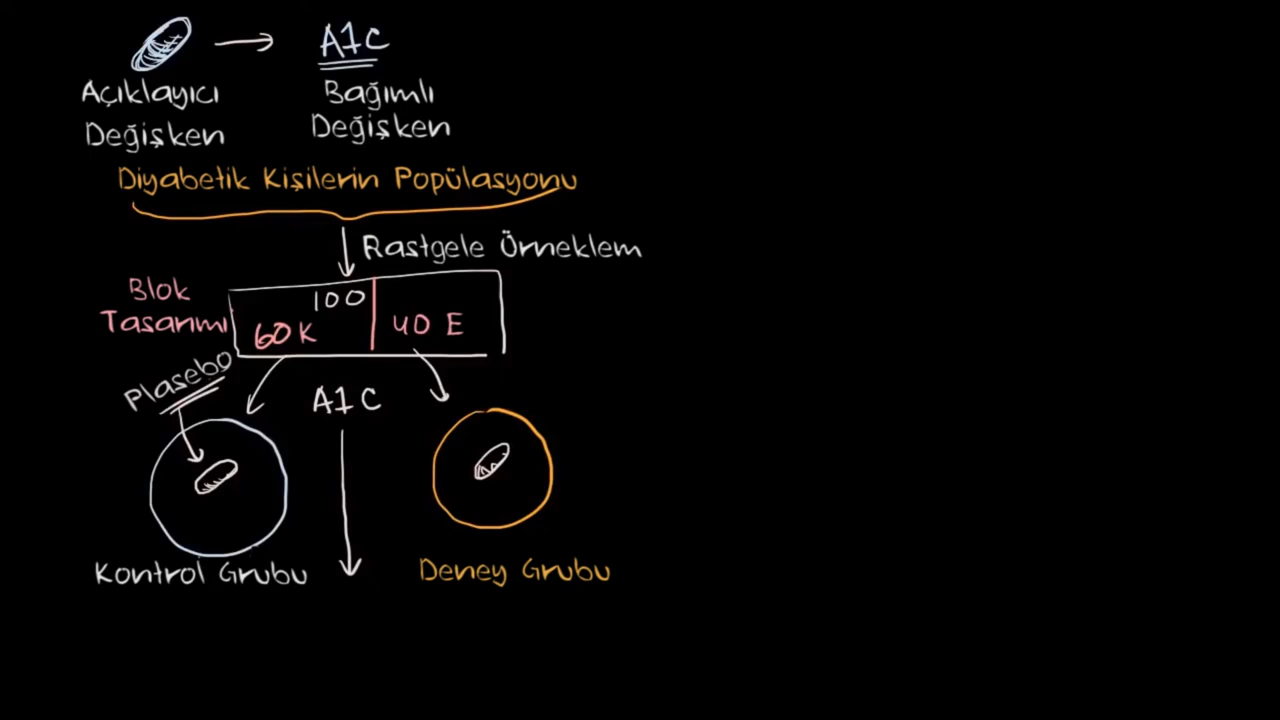 A1C
Açıklayıcı
Değişken
Bağımlı
Değişken
Diyabetik Kişilerin Popülasyonu
Rastgele Örneklem
Blok
Tasarımı
100
60 K
40 E
Plasebo
A1C
Kontrol Grubu
Deney Grubu